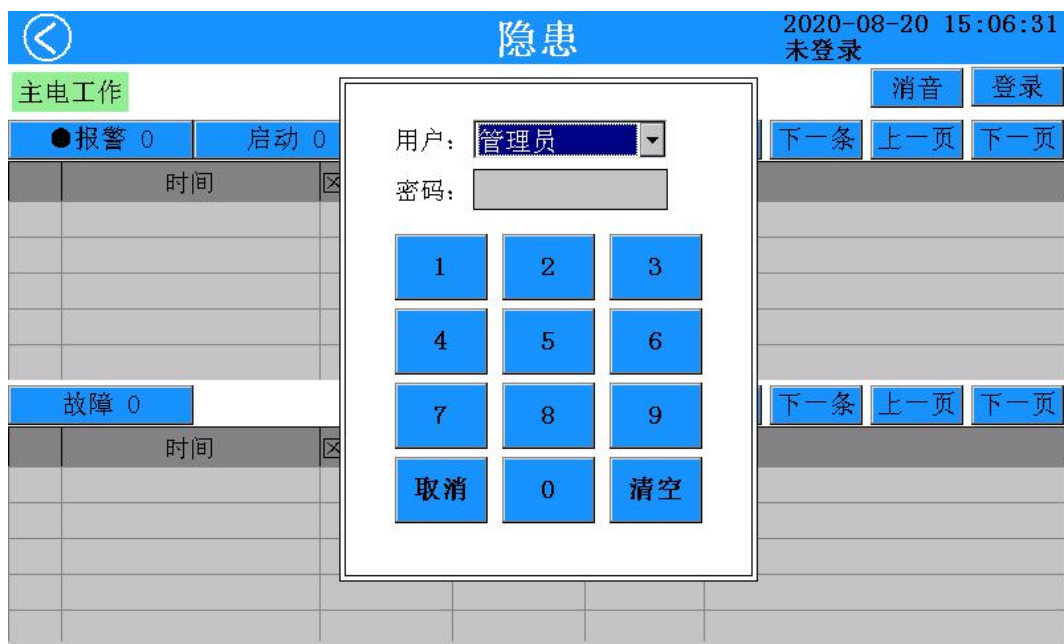 隐患
2020-08-20 15:06:31
未登录
主电工作
消音 登录
●报警 0 启动 0 下一条 上一页 下一页
时间
用户: 管理员
密码:
1 2 3
4 5 6
7 8 9
取消 0 清空
故障 0 下一条 上一页 下一页
时间